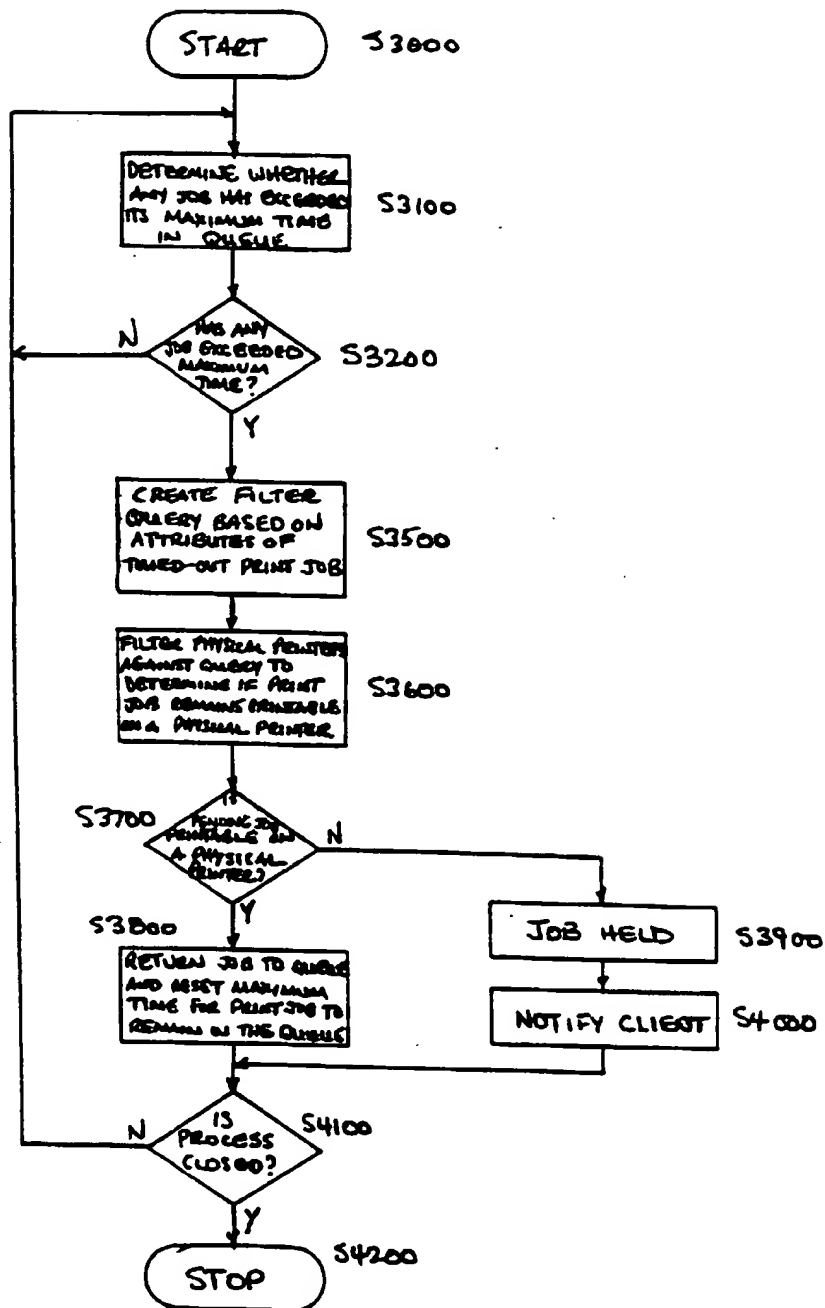 START
S3000
DETERMINE WHETHER
ANY JOB HAS EXCEEDED
ITS MAXIMUM TIME
IN QUEUE
S3100
HAS ANY
JOB EXCEEDED
MAXIMUM
TIME?
N
S3200
Y
CREATE FILTER
QUERY BASED ON
ATTRIBUTES OF
TIMED-OUT PRINT JOB
S3500
FILTER PHYSICAL PRINTERS
AGAINST QUERY TO
DETERMINE IF PRINT
JOB REMAINS PRINTABLE
ON A PHYSICAL PRINTER
S3600
S3700
IS
PENDING JOB
PRINTABLE ON
A PHYSICAL
PRINTER?
N
Y
S3800
RETURN JOB TO QUEUE
AND RESET MAXIMUM
TIME FOR PRINT JOB TO
REMAIN IN THE QUEUE
JOB HELD
S3900
NOTIFY CLIENT
S4000
IS
PROCESS
CLOSED?
S4100
N
Y
STOP
S4200